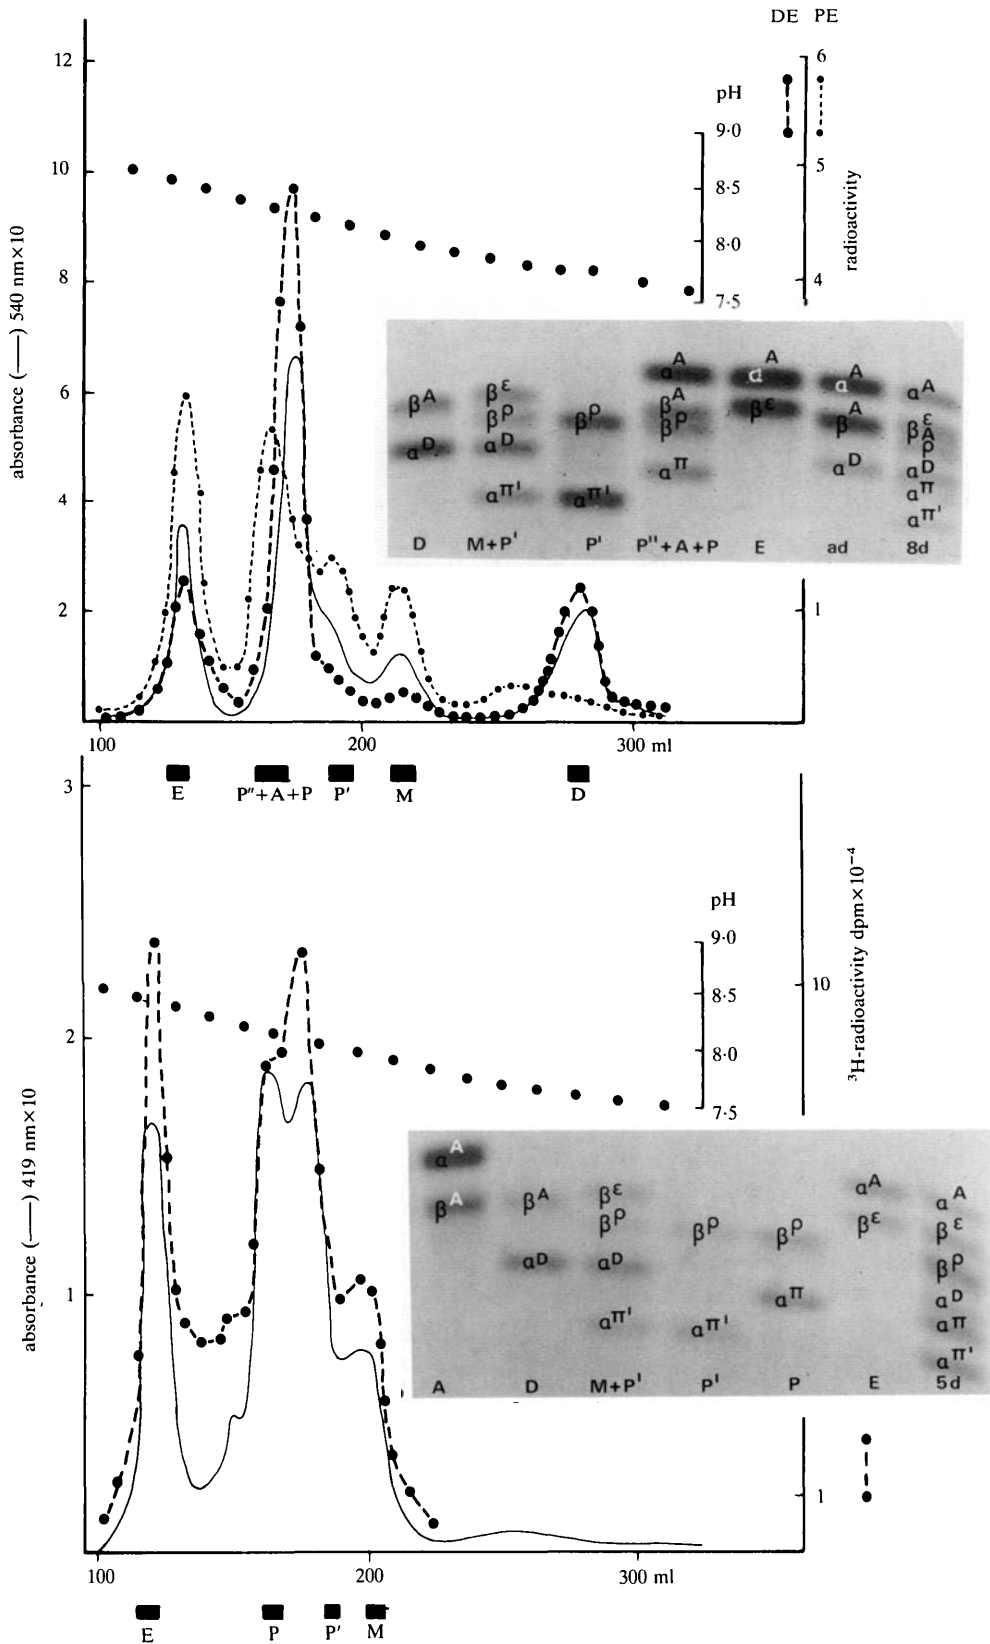 DE PE
12
10
8
6
4
2
absorbance (——) 540 nm×10
pH
9·0
8·5
8·0
7·5
6
5
4
1
radioactivity
αA αA αA αA
βA βε βA βε βA βA
βρ βρ βρ βε A ρ
αD αD απ αD αD
απ' απ' απ
απ'
D M+P' P' P"+A+P E ad 8d
100 200 300 ml
E P"+A+P P' M D
3
2
1
absorbance (——) 419 nm×10
pH
9·0
8·5
8·0
7·5
10
1
³H-radioactivity dpm×10⁻⁴
αA αA αA
βA βA βε βε βε
βρ βρ βρ βρ
αD αD αD
απ' απ' απ απ
απ'
A D M+P' P' P E 5d
100 200 300 ml
E P P' M